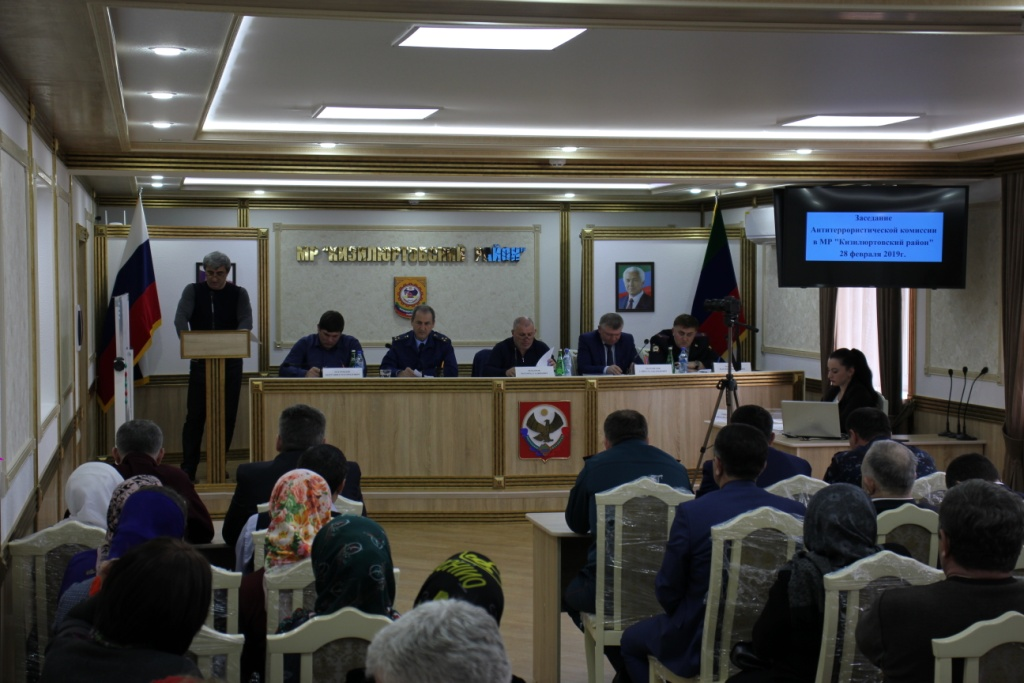 МР "КИЗИЛЮРТОВСКИЙ РАЙОН"
Заседание
Антитеррористической комиссии
в МР "Кизилюртовский район"
28 февраля 2019г.